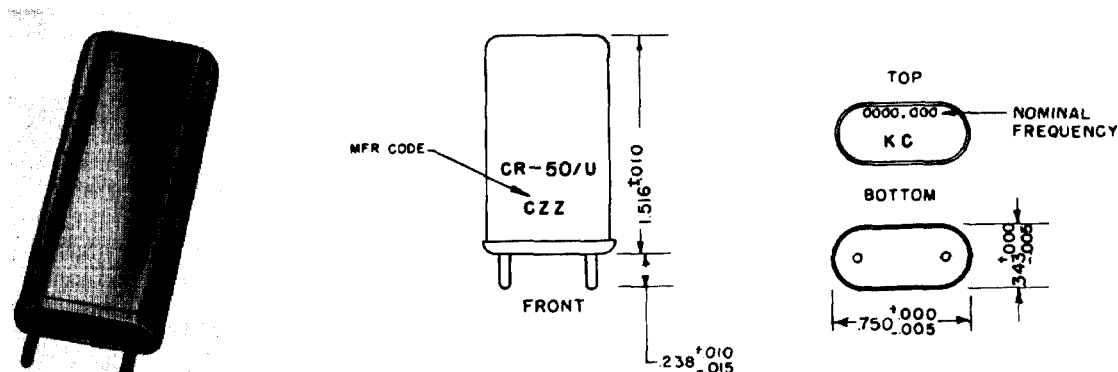 MFR CODE
CR-50/U
CZZ
1.516 ±.010
FRONT
.238 +.010
-.015
TOP
0000.000
KC
NOMINAL
FREQUENCY
BOTTOM
.343 +.000
-.005
.750 +.000
-.005